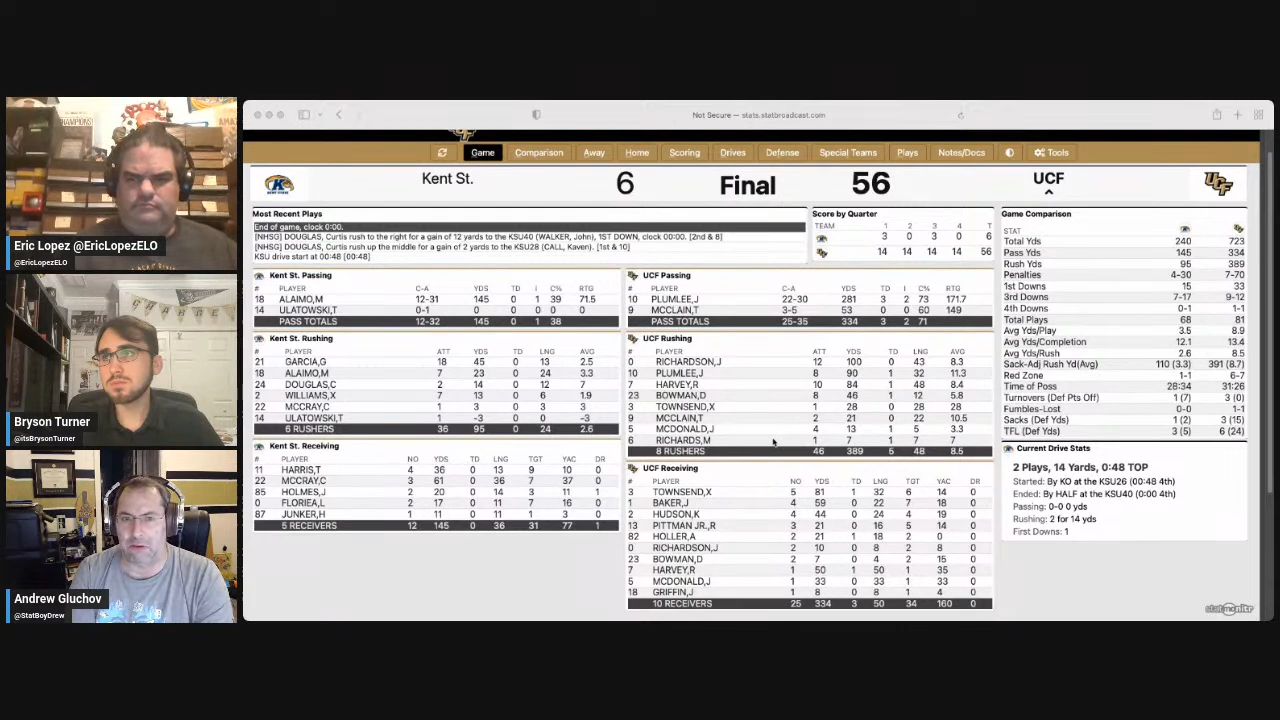 Not Secure — stats.statbroadcast.com
Game Comparison Away Home Scoring Drives Defense Special Teams Plays Notes/Docs Tools
Kent St. 6 Final 56 UCF
Most Recent Plays
End of game, clock 0:00.
[NHSG] DOUGLAS, Curtis rush to the right for a gain of 12 yards to the KSU40 (WALKER, John), 1ST DOWN, clock 00:00. [2nd & 8]
[NHSG] DOUGLAS, Curtis rush up the middle for a gain of 2 yards to the KSU28 (CALL, Kaven). [1st & 10]
KSU drive start at 00:48 [00:48]
Score by Quarter
TEAM 1 2 3 4 T
3 0 3 0 6
14 14 14 14 56
Kent St. Passing
# PLAYER C-A YDS TD I C% RTG
18 ALAIMO,M 12-31 145 0 1 39 71.5
14 ULATOWSKI,T 0-1 0 0 0 0 0
PASS TOTALS 12-32 145 0 1 38
Kent St. Rushing
# PLAYER ATT YDS TD LNG AVG
21 GARCIA,G 18 45 0 13 2.5
18 ALAIMO,M 7 23 0 24 3.3
24 DOUGLAS,C 2 14 0 12 7
2 WILLIAMS,X 7 13 0 6 1.9
22 MCCRAY,C 1 3 0 3 3
14 ULATOWSKI,T 1 -3 0 0 -3
6 RUSHERS 36 95 0 24 2.6
Kent St. Receiving
# PLAYER NO YDS TD LNG TGT YAC DR
11 HARRIS,T 4 36 0 13 9 10 0
22 MCCRAY,C 3 61 0 36 7 37 0
85 HOLMES,J 2 20 0 14 3 11 1
0 FLORIEA,L 2 17 0 11 7 16 0
87 JUNKER,H 1 11 0 11 1 3 0
5 RECEIVERS 12 145 0 36 31 77 1
UCF Passing
# PLAYER C-A YDS TD I C% RTG
10 PLUMLEE,J 22-30 281 3 2 73 171.7
9 MCCLAIN,T 3-5 53 0 0 60 149
PASS TOTALS 25-35 334 3 2 71
UCF Rushing
# PLAYER ATT YDS TD LNG AVG
0 RICHARDSON,J 12 100 0 43 8.3
10 PLUMLEE,J 8 90 1 32 11.3
7 HARVEY,R 10 84 1 48 8.4
23 BOWMAN,D 8 46 1 12 5.8
3 TOWNSEND,X 1 28 0 28 28
9 MCCLAIN,T 2 21 0 22 10.5
5 MCDONALD,J 4 13 1 5 3.3
6 RICHARDS,M 1 7 1 7 7
8 RUSHERS 46 389 5 48 8.5
UCF Receiving
# PLAYER NO YDS TD LNG TGT YAC DR
3 TOWNSEND,X 5 81 1 32 6 14 0
1 BAKER,J 4 59 0 22 7 18 0
2 HUDSON,K 4 44 0 24 4 19 0
13 PITTMAN JR.,R 3 21 0 16 5 14 0
82 HOLLER,A 2 21 1 18 2 0 0
0 RICHARDSON,J 2 10 0 8 2 8 0
23 BOWMAN,D 2 7 0 4 2 15 0
7 HARVEY,R 1 50 1 50 1 35 0
5 MCDONALD,J 1 33 0 33 1 33 0
18 GRIFFIN,J 1 8 0 8 1 4 0
10 RECEIVERS 25 334 3 50 34 160 0
Game Comparison
STAT
Total Yds 240 723
Pass Yds 145 334
Rush Yds 95 389
Penalties 4-30 7-70
1st Downs 15 33
3rd Downs 7-17 9-12
4th Downs 0-1 1-1
Total Plays 68 81
Avg Yds/Play 3.5 8.9
Avg Yds/Completion 12.1 13.4
Avg Yds/Rush 2.6 8.5
Sack-Adj Rush Yd(Avg) 110 (3.3) 391 (8.7)
Red Zone 1-1 6-7
Time of Poss 28:34 31:26
Turnovers (Def Pts Off) 1 (7) 3 (0)
Fumbles-Lost 0-0 1-1
Sacks (Def Yds) 1 (2) 3 (15)
TFL (Def Yds) 3 (5) 6 (24)
Current Drive Stats
2 Plays, 14 Yards, 0:48 TOP
Started: By KO at the KSU26 (00:48 4th)
Ended: By HALF at the KSU40 (0:00 4th)
Passing: 0-0 0 yds
Rushing: 2 for 14 yds
First Downs: 1
Eric Lopez @EricLopezELO
@EricLopezELO
Bryson Turner
@itsBrysonTurner
Andrew Gluchov
@StatBoyDrew